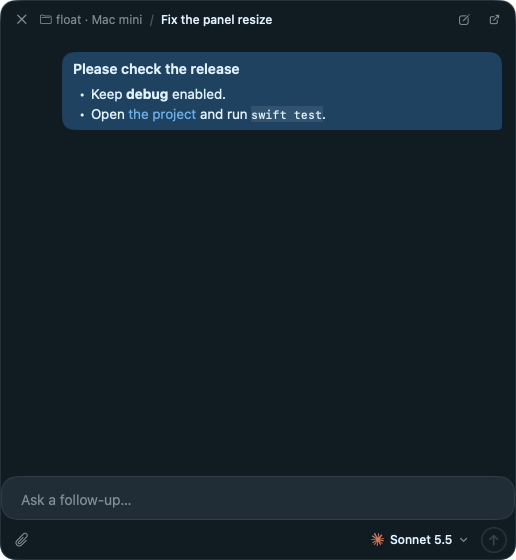 float · Mac mini / Fix the panel resize
Please check the release
• Keep debug enabled.
• Open the project and run swift test.
Ask a follow-up...
Sonnet 5.5